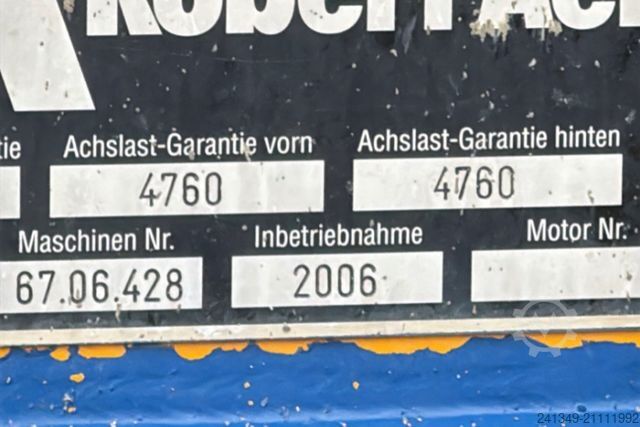 Achslast-Garantie vorn Achslast-Garantie hinten
4760 4760
Maschinen Nr. Inbetriebnahme Motor Nr.
67.06.428 2006
241349-21111992